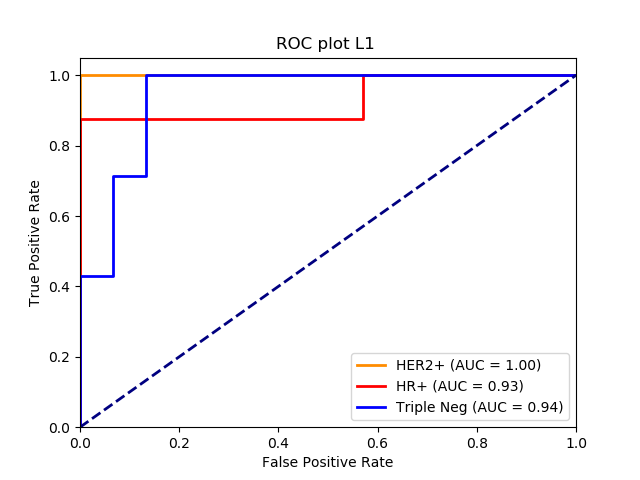 ROC plot L1
True Positive Rate
1.0
0.8
0.6
0.4
0.2
0.0
HER2+ (AUC = 1.00)
HR+ (AUC = 0.93)
Triple Neg (AUC = 0.94)
0.0 0.2 0.4 0.6 0.8 1.0
False Positive Rate